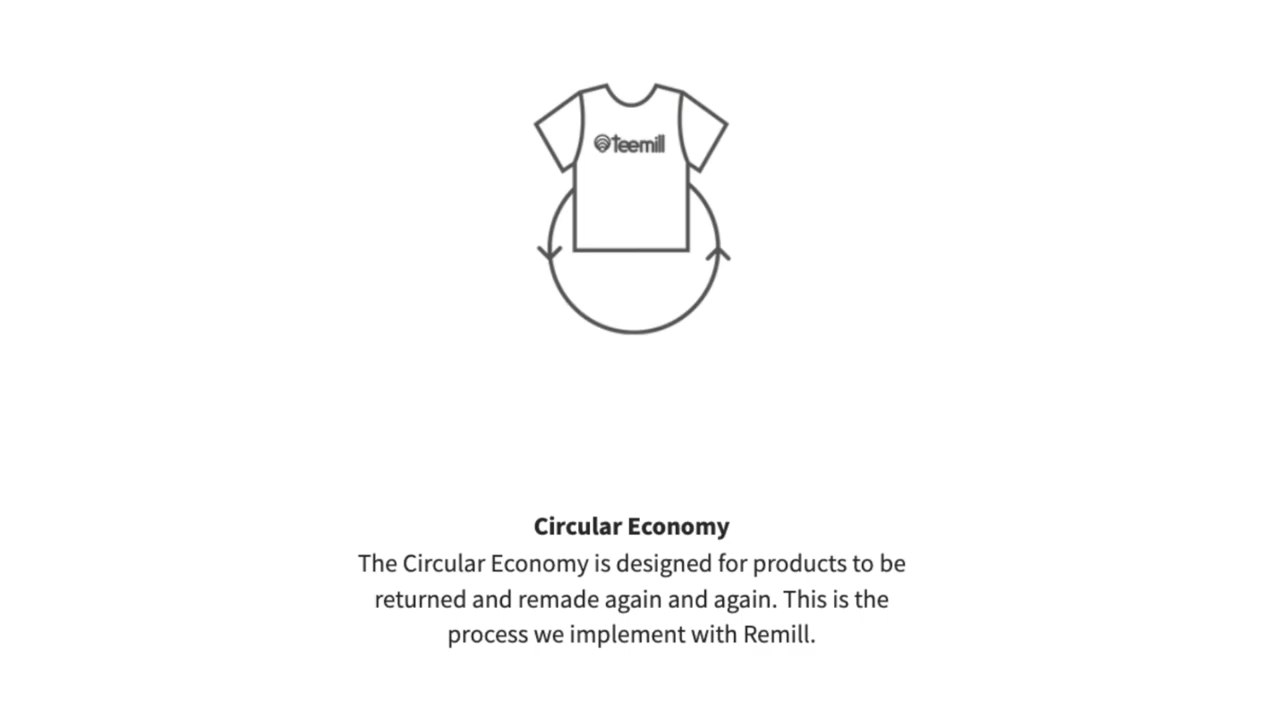 Teemill
Circular Economy
The Circular Economy is designed for products to be
returned and remade again and again. This is the
process we implement with Remill.